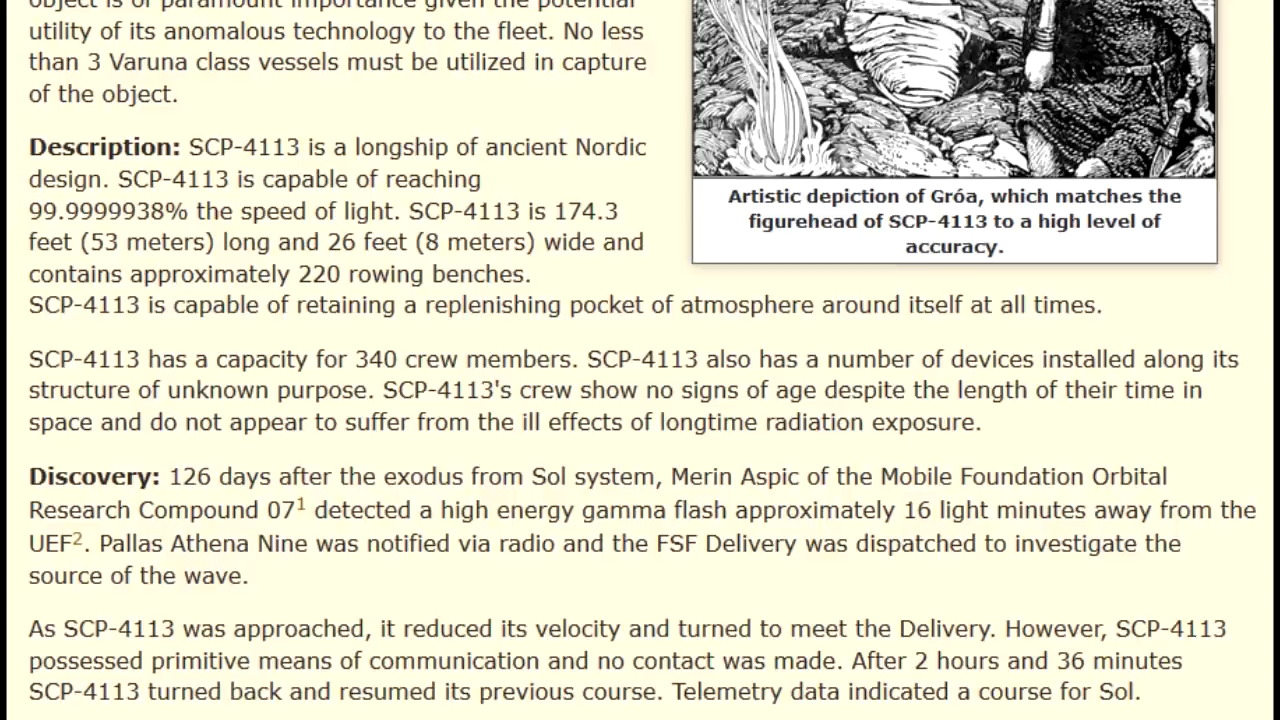 object is of paramount importance given the potential
utility of its anomalous technology to the fleet. No less
than 3 Varuna class vessels must be utilized in capture
of the object.
Description: SCP-4113 is a longship of ancient Nordic
design. SCP-4113 is capable of reaching
99.9999938% the speed of light. SCP-4113 is 174.3
feet (53 meters) long and 26 feet (8 meters) wide and
contains approximately 220 rowing benches.
Artistic depiction of Gróa, which matches the
figurehead of SCP-4113 to a high level of
accuracy.
SCP-4113 is capable of retaining a replenishing pocket of atmosphere around itself at all times.
SCP-4113 has a capacity for 340 crew members. SCP-4113 also has a number of devices installed along its
structure of unknown purpose. SCP-4113's crew show no signs of age despite the length of their time in
space and do not appear to suffer from the ill effects of longtime radiation exposure.
Discovery: 126 days after the exodus from Sol system, Merin Aspic of the Mobile Foundation Orbital
Research Compound 07¹ detected a high energy gamma flash approximately 16 light minutes away from the
UEF². Pallas Athena Nine was notified via radio and the FSF Delivery was dispatched to investigate the
source of the wave.
As SCP-4113 was approached, it reduced its velocity and turned to meet the Delivery. However, SCP-4113
possessed primitive means of communication and no contact was made. After 2 hours and 36 minutes
SCP-4113 turned back and resumed its previous course. Telemetry data indicated a course for Sol.